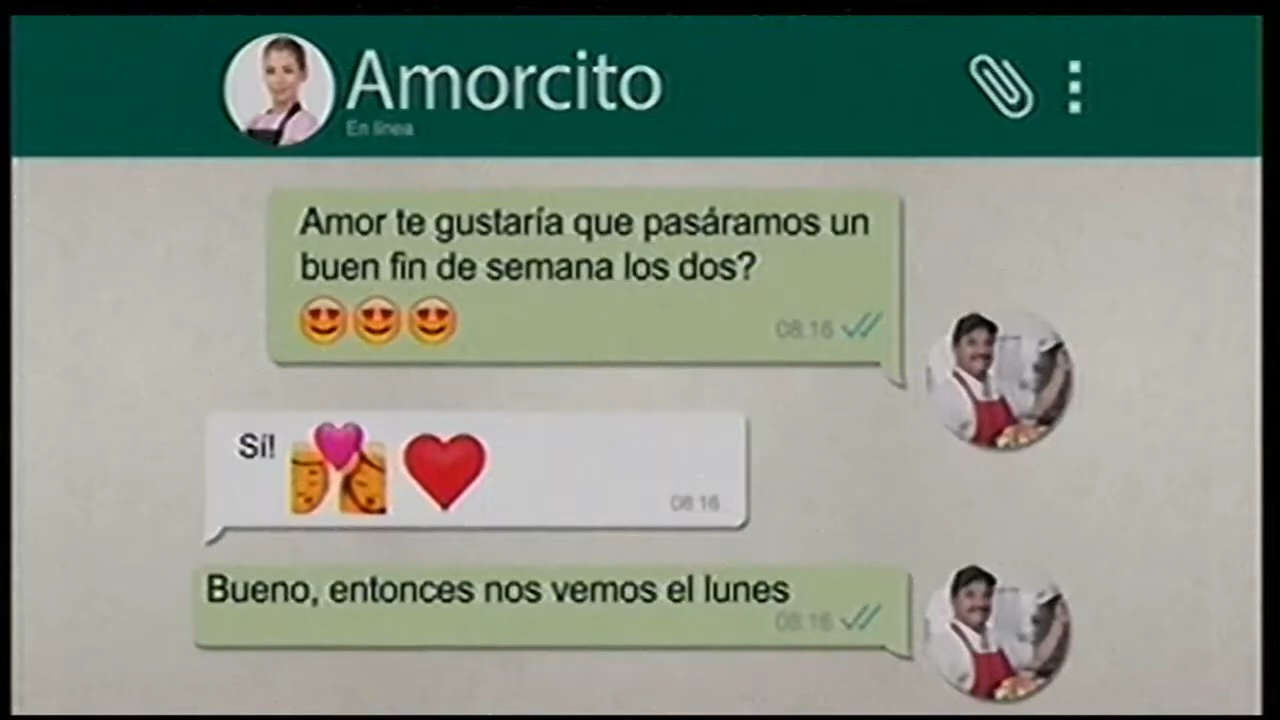 Amorcito
En línea
Amor te gustaría que pasáramos un
buen fin de semana los dos?
😍😍😍
08:16
Sí! 💏 ❤️
08:16
Bueno, entonces nos vemos el lunes
08:16